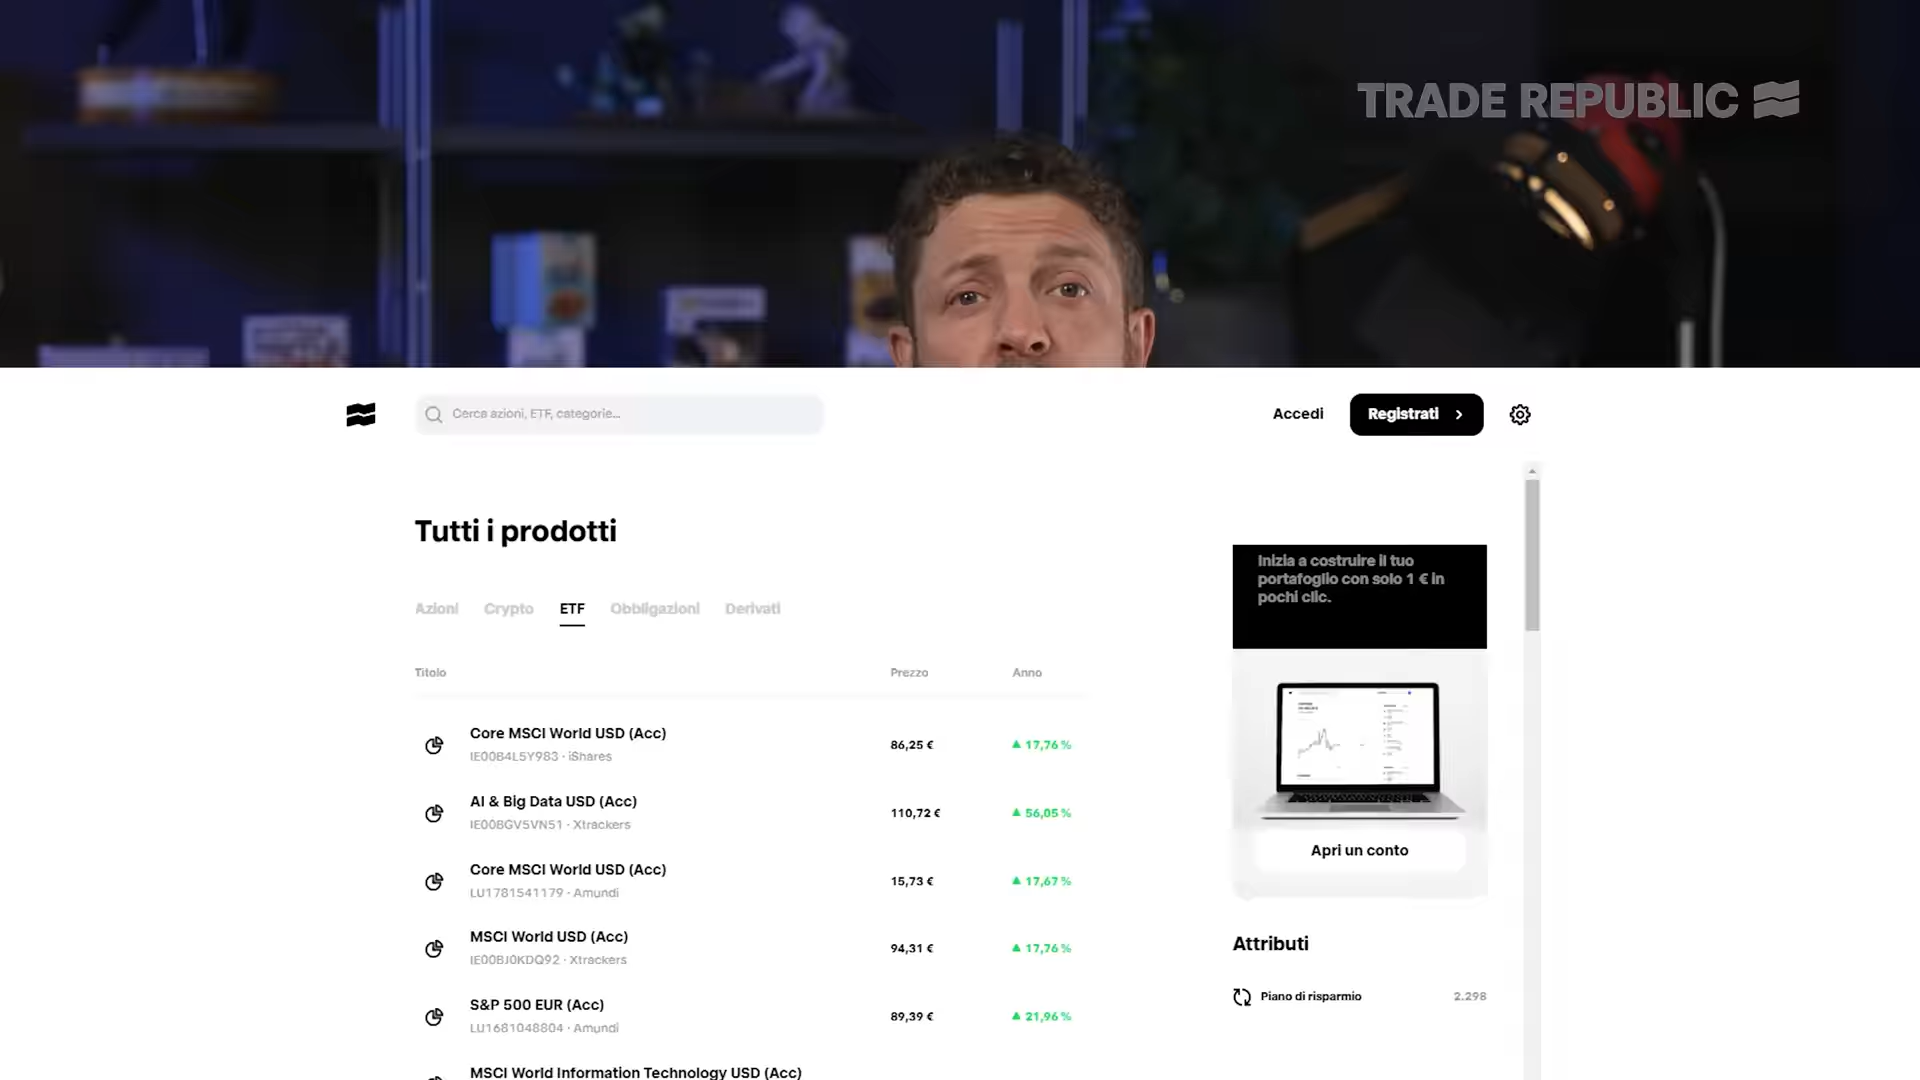 TRADE REPUBLIC
Cerca azioni, ETF, categorie...
Accedi
Registrati
Tutti i prodotti
Azioni
Crypto
ETF
Obbligazioni
Derivati
Titolo
Prezzo
Anno
Core MSCI World USD (Acc)
IE00B4L5Y983 · iShares
86,25 €
17,76 %
AI & Big Data USD (Acc)
IE00BGV5VN51 · Xtrackers
110,72 €
56,05 %
Core MSCI World USD (Acc)
LU1781541179 · Amundi
15,73 €
17,67 %
MSCI World USD (Acc)
IE00BJ0KDQ92 · Xtrackers
94,31 €
17,76 %
S&P 500 EUR (Acc)
LU1681048804 · Amundi
89,39 €
21,96 %
MSCI World Information Technology USD (Acc)
Inizia a costruire il tuo
portafoglio con solo 1 € in
pochi clic.
Apri un conto
Attributi
Piano di risparmio
2.298